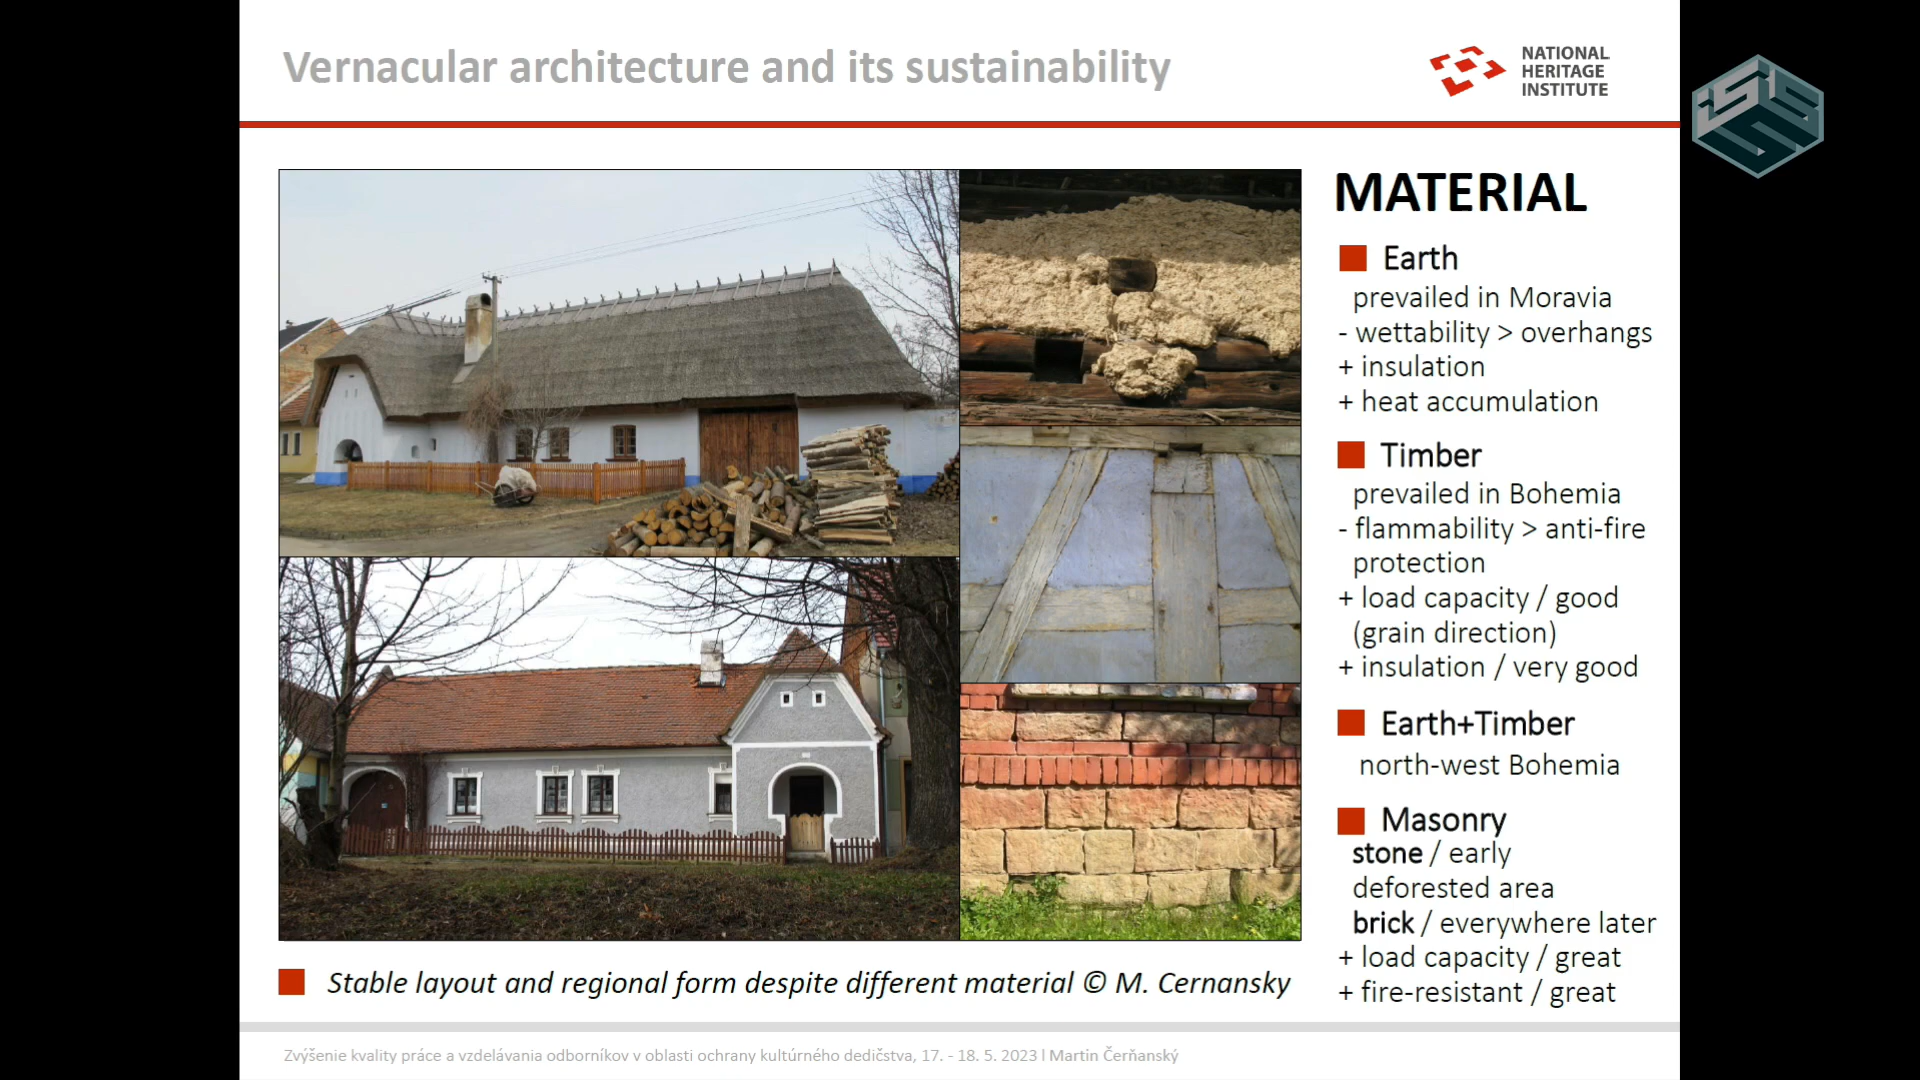 Vernacular architecture and its sustainability
NATIONAL
HERITAGE
INSTITUTE
MATERIAL
Earth
prevailed in Moravia
- wettability > overhangs
+ insulation
+ heat accumulation
Timber
prevailed in Bohemia
- flammability > anti-fire
protection
+ load capacity / good
(grain direction)
+ insulation / very good
Earth+Timber
north-west Bohemia
Masonry
stone / early
deforested area
brick / everywhere later
+ load capacity / great
+ fire-resistant / great
Stable layout and regional form despite different material © M. Cernansky
Zvýšenie kvality práce a vzdelávania odborníkov v oblasti ochrany kultúrného dedičstva, 17. - 18. 5. 2023 l Martin Čerňanský